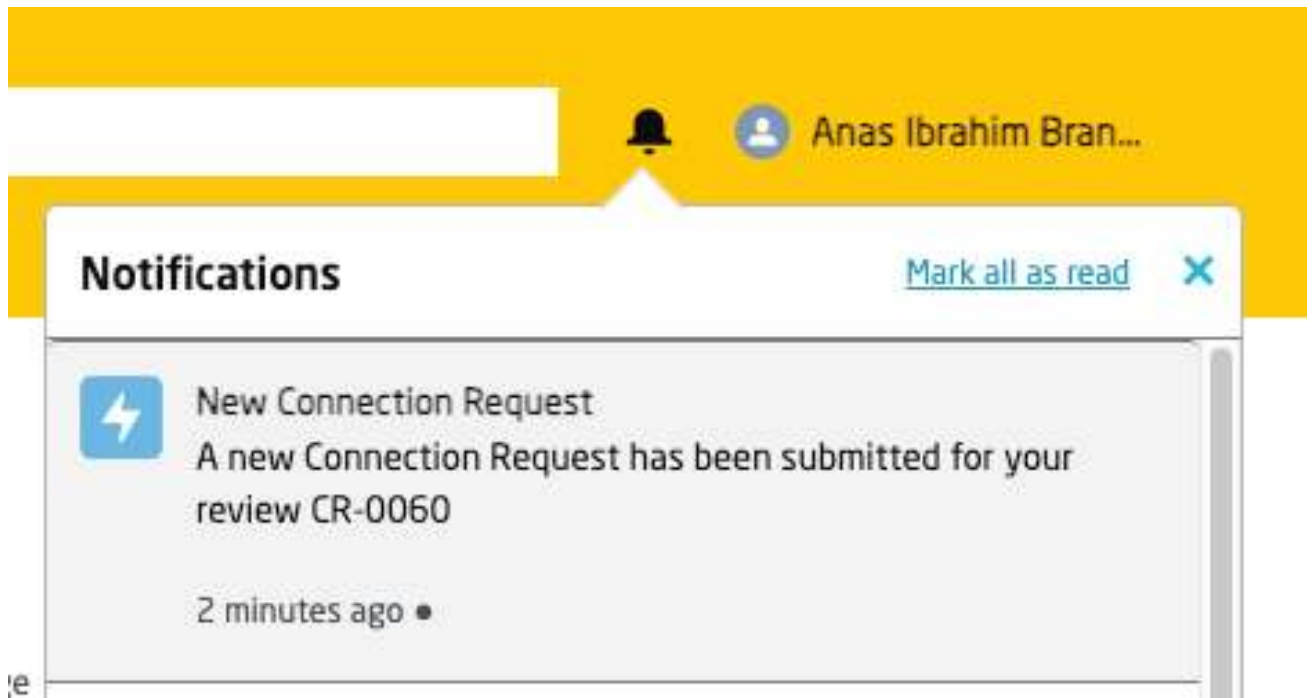 Anas Ibrahim Bran...
Notifications
Mark all as read
New Connection Request
A new Connection Request has been submitted for your
review CR-0060
2 minutes ago